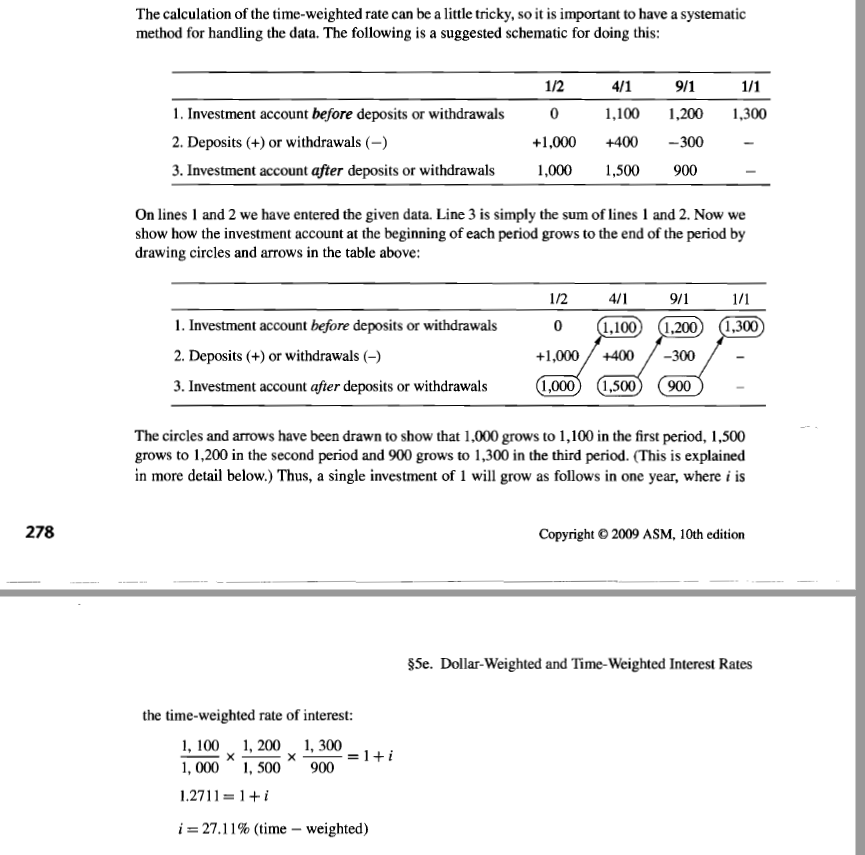 The calculation of the time-weighted rate can be a little tricky, so it is important to have a systematic
method for handling the data. The following is a suggested schematic for doing this:
1/2 4/1 9/1 1/1
1. Investment account before deposits or withdrawals 0 1,100 1,200 1,300
2. Deposits (+) or withdrawals (−) +1,000 +400 −300 −
3. Investment account after deposits or withdrawals 1,000 1,500 900 −
On lines 1 and 2 we have entered the given data. Line 3 is simply the sum of lines 1 and 2. Now we
show how the investment account at the beginning of each period grows to the end of the period by
drawing circles and arrows in the table above:
1/2 4/1 9/1 1/1
1. Investment account before deposits or withdrawals 0 1,100 1,200 1,300
2. Deposits (+) or withdrawals (−) +1,000 +400 −300 −
3. Investment account after deposits or withdrawals 1,000 1,500 900 −
The circles and arrows have been drawn to show that 1,000 grows to 1,100 in the first period, 1,500
grows to 1,200 in the second period and 900 grows to 1,300 in the third period. (This is explained
in more detail below.) Thus, a single investment of 1 will grow as follows in one year, where i is
278 Copyright © 2009 ASM, 10th edition
§5e. Dollar-Weighted and Time-Weighted Interest Rates
the time-weighted rate of interest:
1, 100 / 1, 000 × 1, 200 / 1, 500 × 1, 300 / 900 = 1 + i
1.2711 = 1 + i
i = 27.11% (time − weighted)